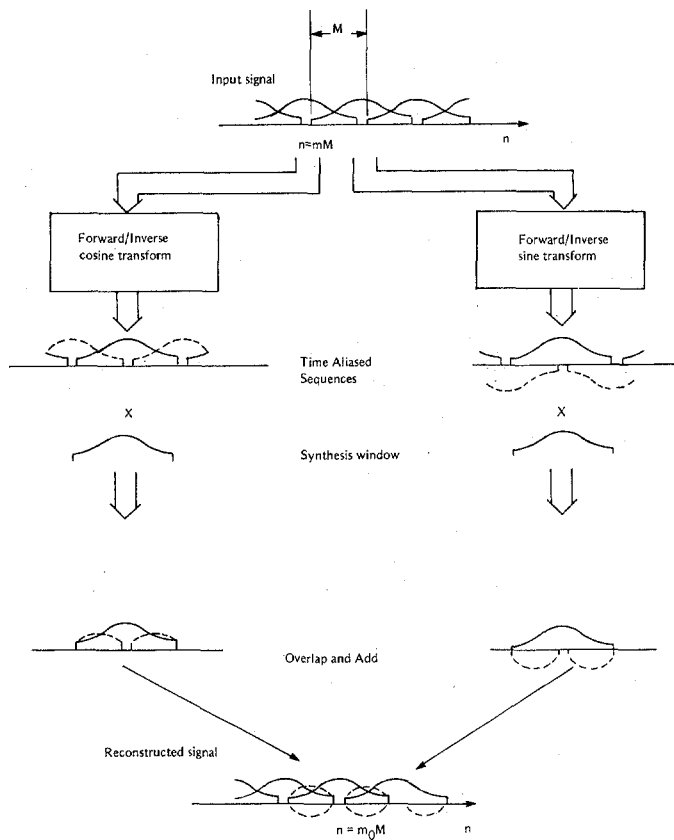 M
Input signal
n=mM
n
Forward/Inverse
cosine transform
Forward/Inverse
sine transform
Time Aliased
Sequences
X
X
Synthesis window
Overlap and Add
Reconstructed signal
n = m₀M
n